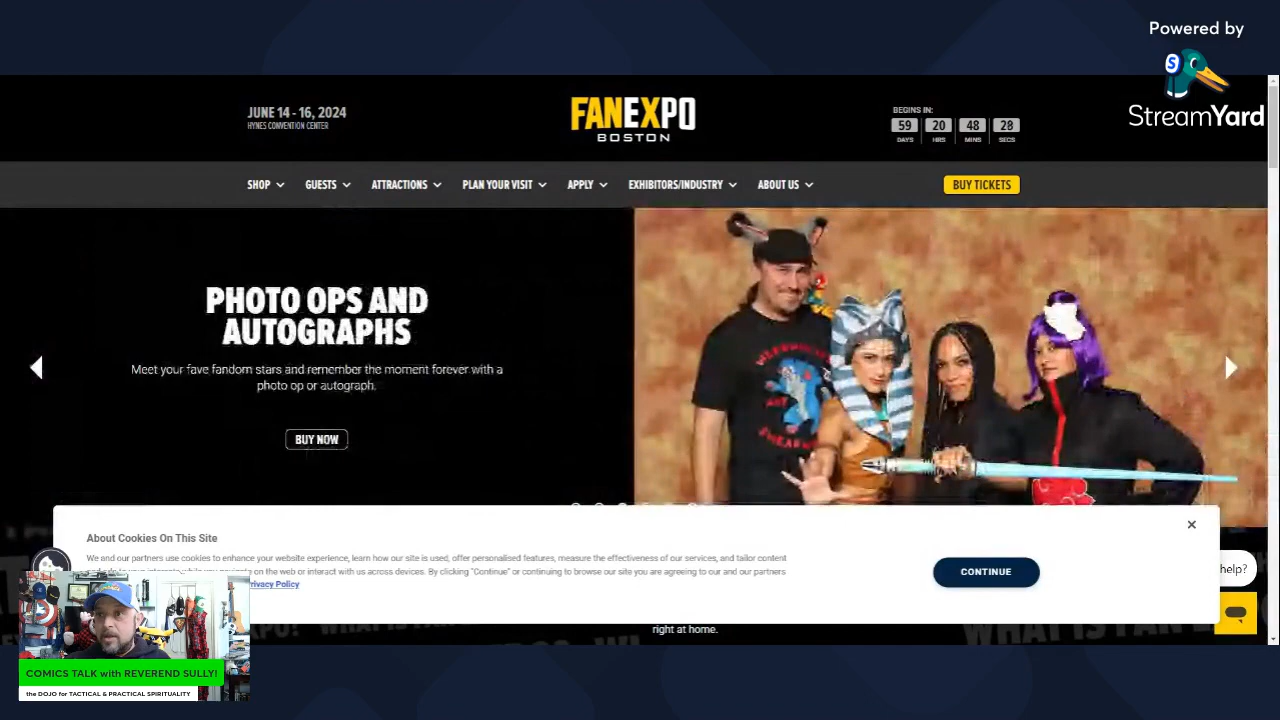 Powered by
StreamYard
JUNE 14 - 16, 2024
HYNES CONVENTION CENTER
FANEXPO
BOSTON
BEGINS IN:
59 20 48 28
DAYS HRS MINS SECS
SHOP GUESTS ATTRACTIONS PLAN YOUR VISIT APPLY EXHIBITORS/INDUSTRY ABOUT US BUY TICKETS
PHOTO OPS AND
AUTOGRAPHS
Meet your fave fandom stars and remember the moment forever with a
photo op or autograph.
BUY NOW
About Cookies On This Site
We and our partners use cookies to enhance your website experience, learn how our site is used, offer personalised features, measure the effectiveness of our services, and tailor content
on the web or interact with us across devices. By clicking "Continue" or continuing to browse our site you are agreeing to our and our partners
Privacy Policy
CONTINUE
help?
right at home.
COMICS TALK with REVEREND SULLY!
the DOJO for TACTICAL & PRACTICAL SPIRITUALITY